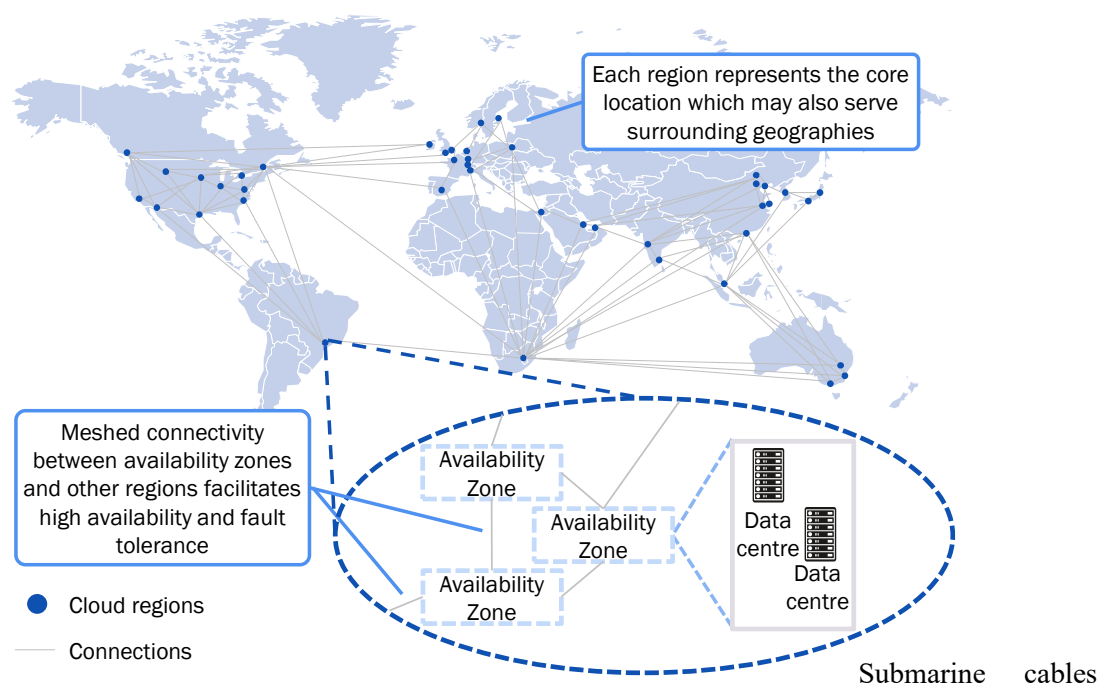 Each region represents the core
location which may also serve
surrounding geographies
Meshed connectivity
between availability zones
and other regions facilitates
high availability and fault
tolerance
Availability
Zone
Availability
Zone
Availability
Zone
Data
centre
Data
centre
Cloud regions
Connections
Submarine cables